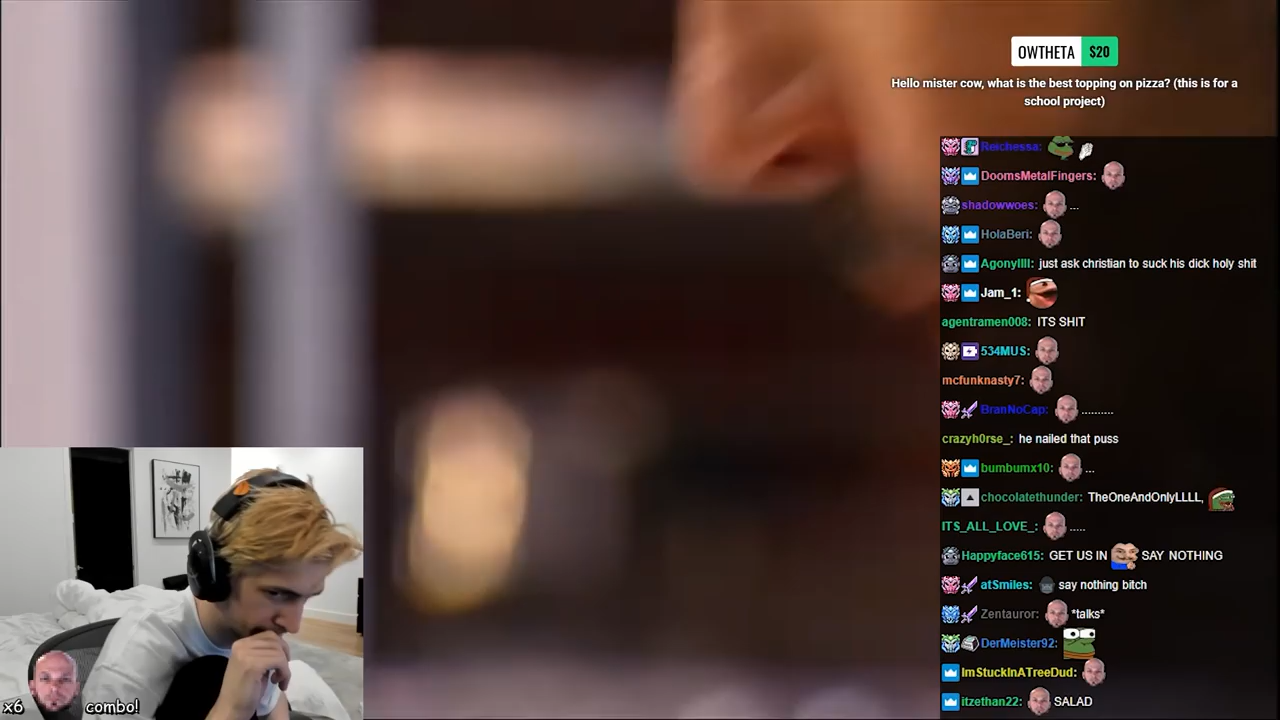 OWTHETA $20
Hello mister cow, what is the best topping on pizza? (this is for a
school project)
Reichessa:
DoomsMetalFingers:
shadowwoes: ...
HolaBeri:
Agonyllll: just ask christian to suck his dick holy shit
Jam_1:
agentramen008: ITS SHIT
534MUS:
mcfunknasty7:
BranNoCap: ..........
crazyh0rse_: he nailed that puss
bumbumx10: ...
chocolatethunder: TheOneAndOnlyLLLL,
ITS_ALL_LOVE_: .....
Happyface615: GET US IN SAY NOTHING
atSmiles: say nothing bitch
Zentauror: *talks*
DerMeister92:
ImStuckInATreeDud:
itzethan22: SALAD
x6 combo!